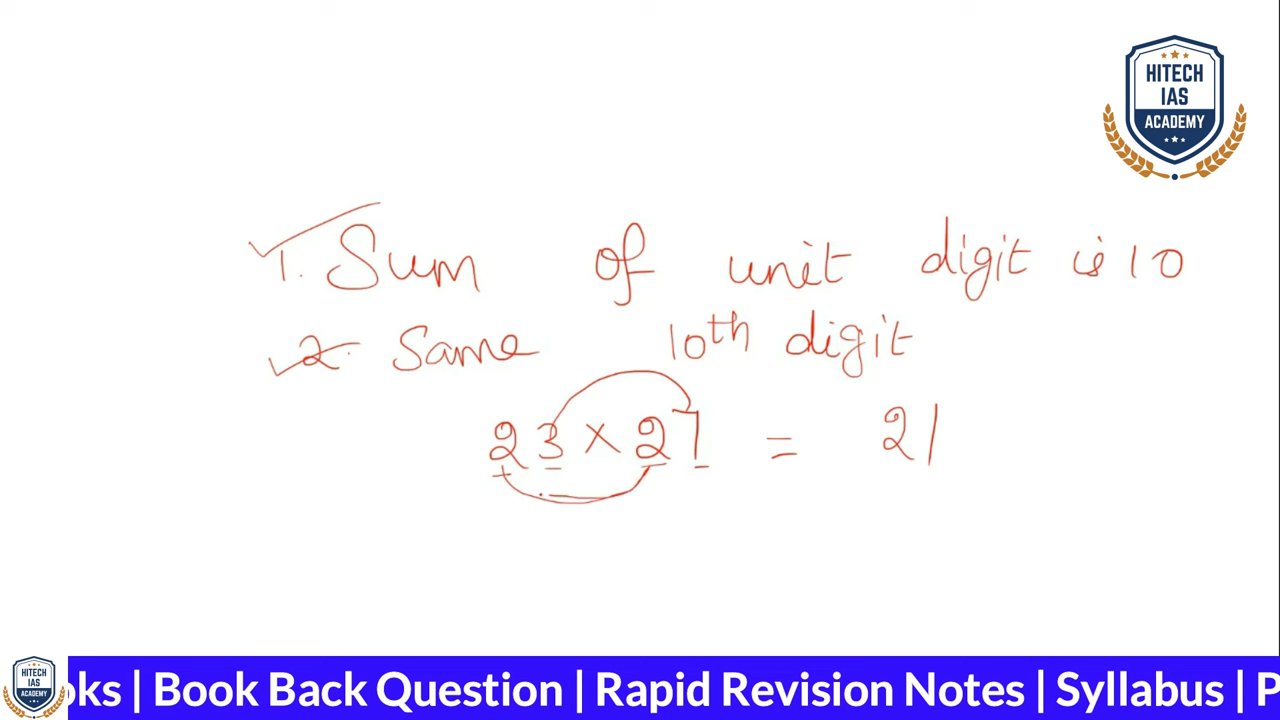 HITECH
IAS
ACADEMY
1. Sum of unit digit is 10
2. Same 10th digit
23 × 27 = 21
HITECH
IAS
ACADEMY
oks | Book Back Question | Rapid Revision Notes | Syllabus | P